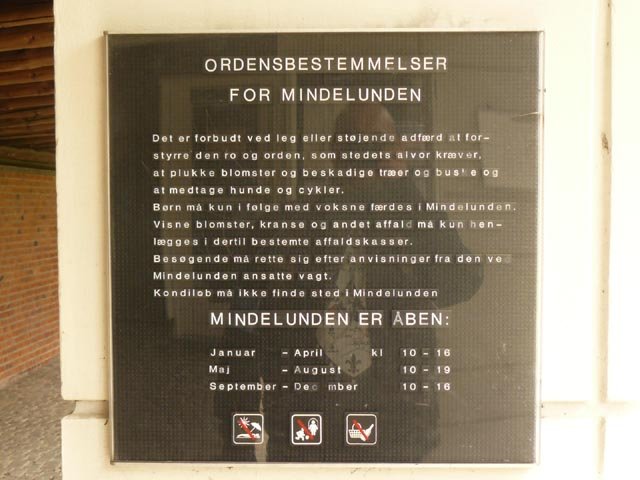 ORDENSBESTEMMELSER
FOR MINDELUNDEN
Det er forbudt ved leg eller støjende adfærd at for-
styrre den ro og orden, som stedets alvor kræver,
at plukke blomster og beskadige træer og buske og
at medtage hunde og cykler.
Børn må kun i følge med voksne færdes i Mindelunden.
Visne blomster, kranse og andet affald må kun hen-
lægges i dertil bestemte affaldskasser.
Besøgende må rette sig efter anvisninger fra den ved
Mindelunden ansatte vagt.
Kondiløb må ikke finde sted i Mindelunden
MINDELUNDEN ER ÅBEN:
Januar - April kl 10 - 16
Maj - August 10 - 19
September - December 10 - 16